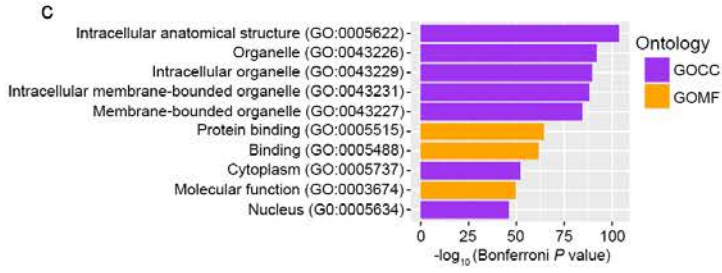 c
Intracellular anatomical structure (GO:0005622)
Organelle (GO:0043226)
Intracellular organelle (GO:0043229)
Intracellular membrane-bounded organelle (GO:0043231)
Membrane-bounded organelle (GO:0043227)
Protein binding (GO:0005515)
Binding (GO:0005488)
Cytoplasm (GO:0005737)
Molecular function (GO:0003674)
Nucleus (G0:0005634)
0 25 50 75 100
-log10 (Bonferroni P value)
Ontology
GOCC
GOMF